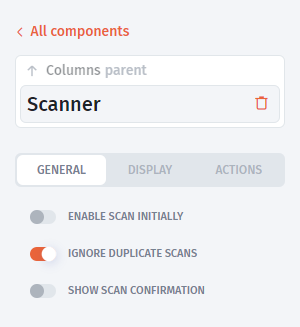 All components
Columns parent
Scanner
GENERAL DISPLAY ACTIONS
ENABLE SCAN INITIALLY
IGNORE DUPLICATE SCANS
SHOW SCAN CONFIRMATION